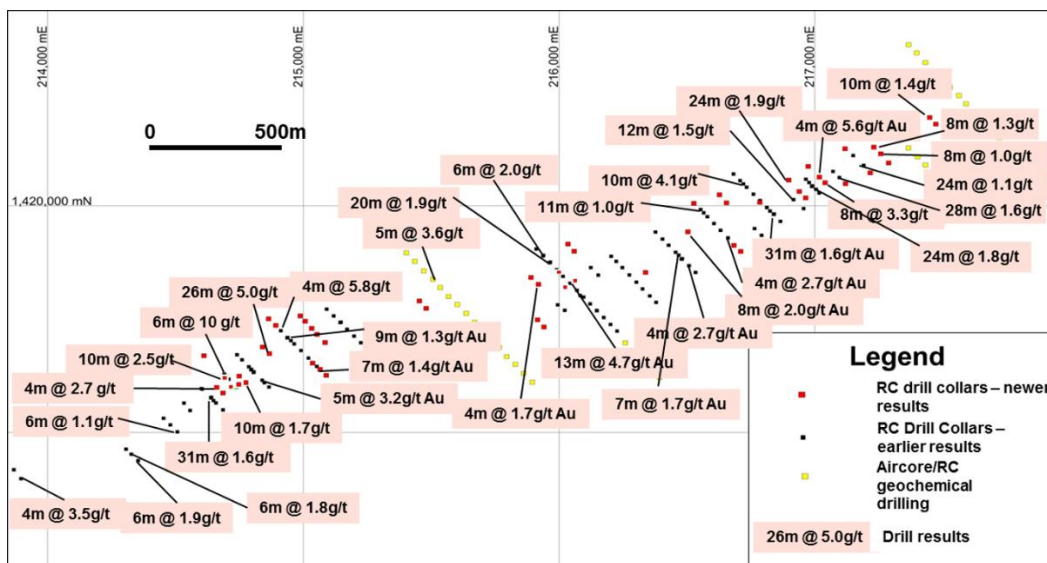 214,000 mE
215,000 mE
216,000 mE
217,000 mE
0 500m
1,420,000 mN
10m @ 1.4g/t
24m @ 1.9g/t
8m @ 1.3g/t
12m @ 1.5g/t
4m @ 5.6g/t Au
8m @ 1.0g/t
6m @ 2.0g/t
10m @ 4.1g/t
24m @ 1.1g/t
20m @ 1.9g/t
11m @ 1.0g/t
28m @ 1.6g/t
8m @ 3.3g/t
5m @ 3.6g/t
31m @ 1.6g/t Au
24m @ 1.8g/t
4m @ 2.7g/t Au
26m @ 5.0g/t
4m @ 5.8g/t
8m @ 2.0g/t Au
6m @ 10 g/t
9m @ 1.3g/t Au
4m @ 2.7g/t Au
10m @ 2.5g/t
13m @ 4.7g/t Au
7m @ 1.4g/t Au
4m @ 2.7 g/t
5m @ 3.2g/t Au
7m @ 1.7g/t Au
4m @ 1.7g/t Au
6m @ 1.1g/t
10m @ 1.7g/t
31m @ 1.6g/t
6m @ 1.8g/t
4m @ 3.5g/t
6m @ 1.9g/t
Legend
RC drill collars – newer
results
RC Drill Collars –
earlier results
Aircore/RC
geochemical
drilling
26m @ 5.0g/t Drill results